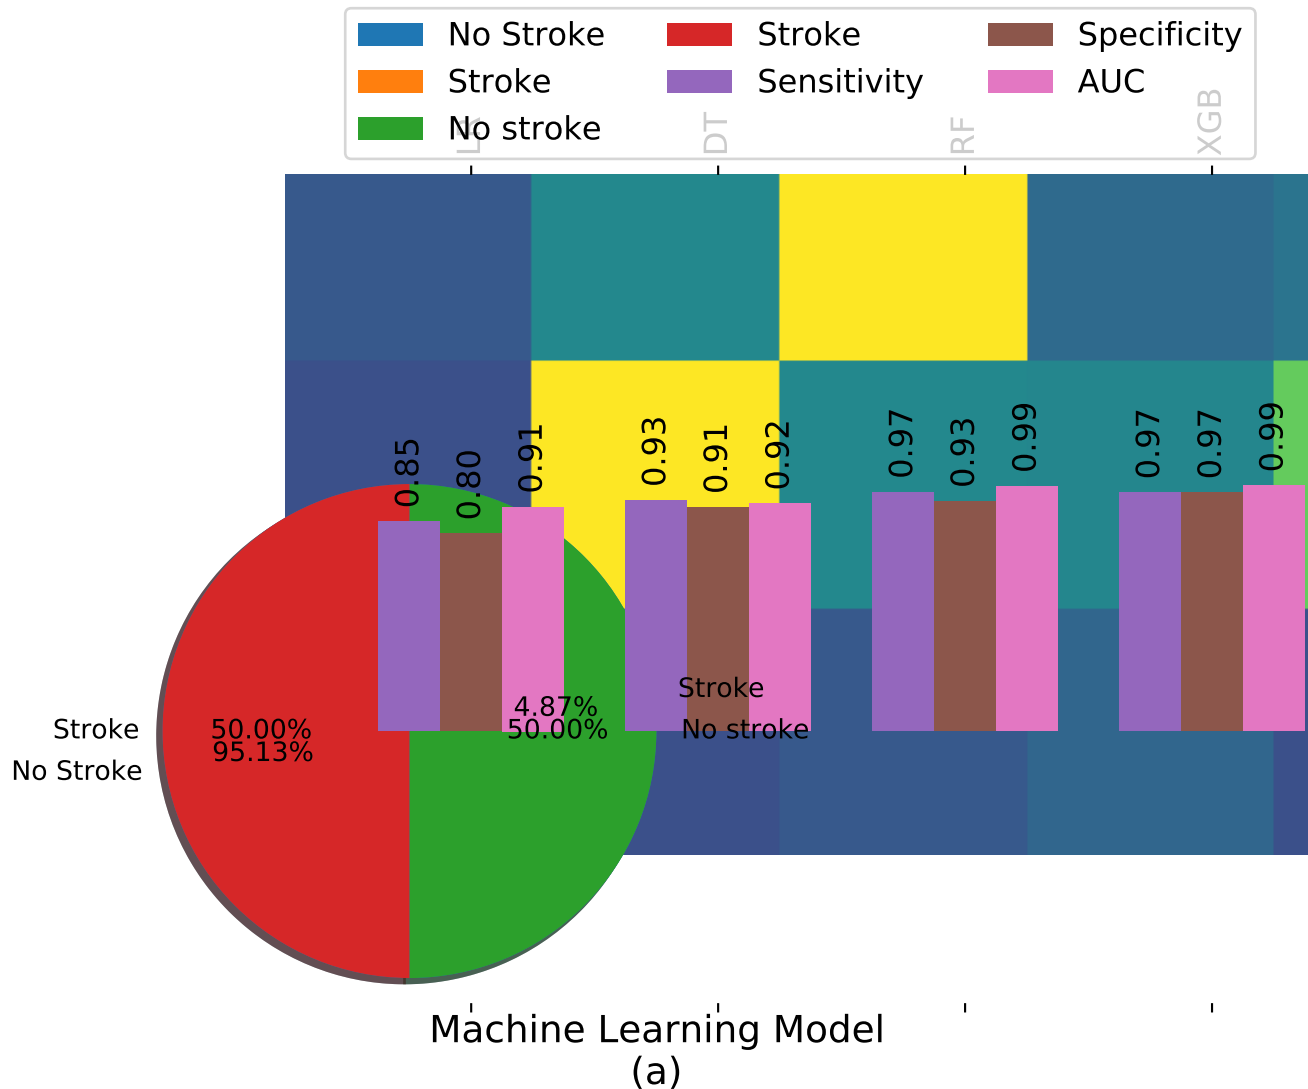 No Stroke Stroke Specificity
Stroke Sensitivity AUC
No stroke
LR DT RF XGB
0.85 0.80 0.91 0.93 0.91 0.92 0.97 0.93 0.99 0.97 0.97 0.99
Stroke
4.87%
Stroke 50.00% 50.00% No stroke
95.13%
No Stroke
Machine Learning Model
(a)